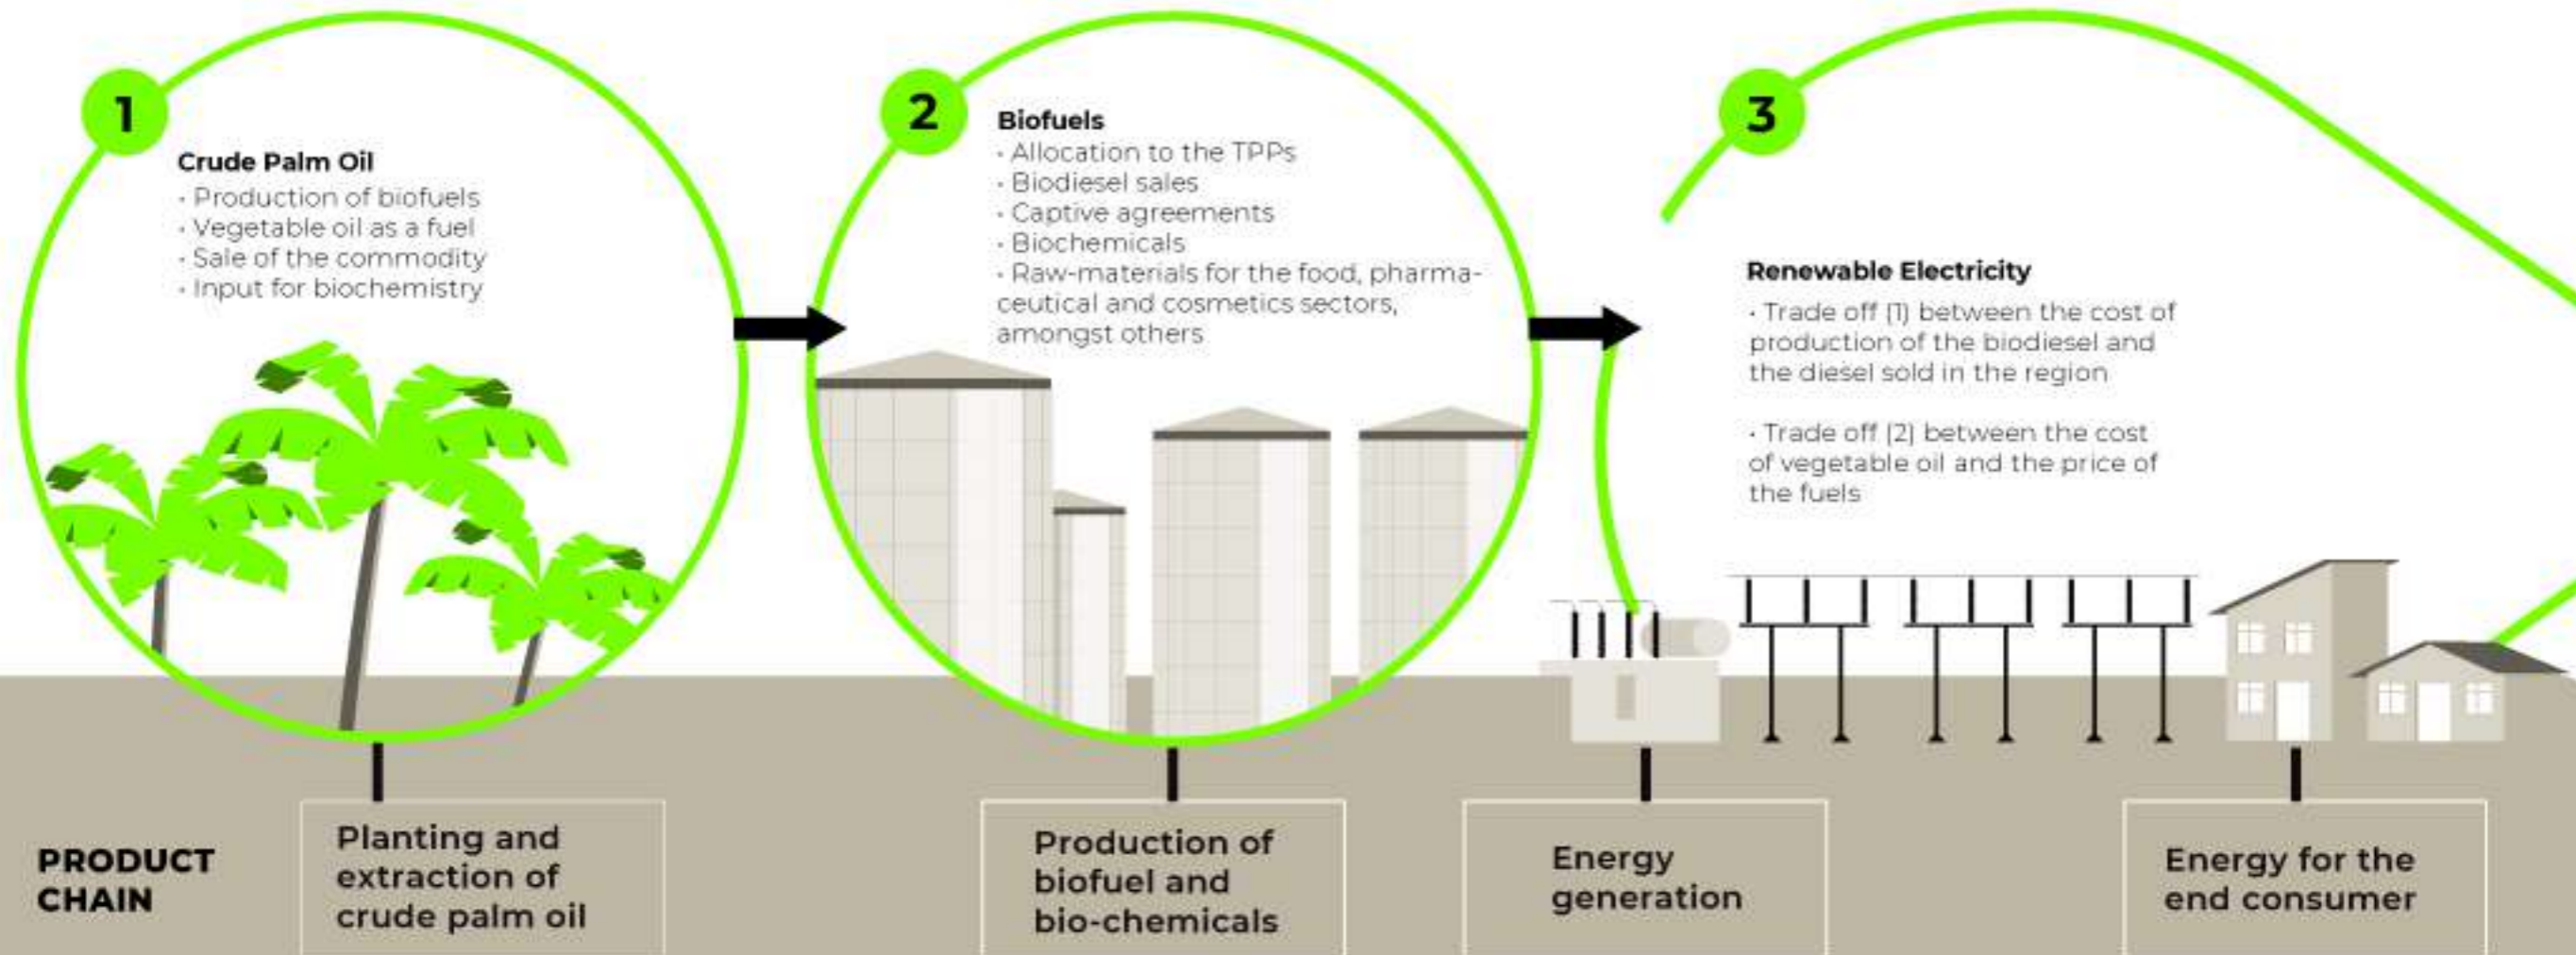 1
Crude Palm Oil
• Production of biofuels
• Vegetable oil as a fuel
• Sale of the commodity
• Input for biochemistry
2
Biofuels
• Allocation to the TPPs
• Biodiesel sales
• Captive agreements
• Biochemicals
• Raw-materials for the food, pharma-
ceutical and cosmetics sectors,
amongst others
3
Renewable Electricity
• Trade off (1) between the cost of
production of the biodiesel and
the diesel sold in the region
• Trade off (2) between the cost
of vegetable oil and the price of
the fuels
PRODUCT
CHAIN
Planting and
extraction of
crude palm oil
Production of
biofuel and
bio-chemicals
Energy
generation
Energy for the
end consumer